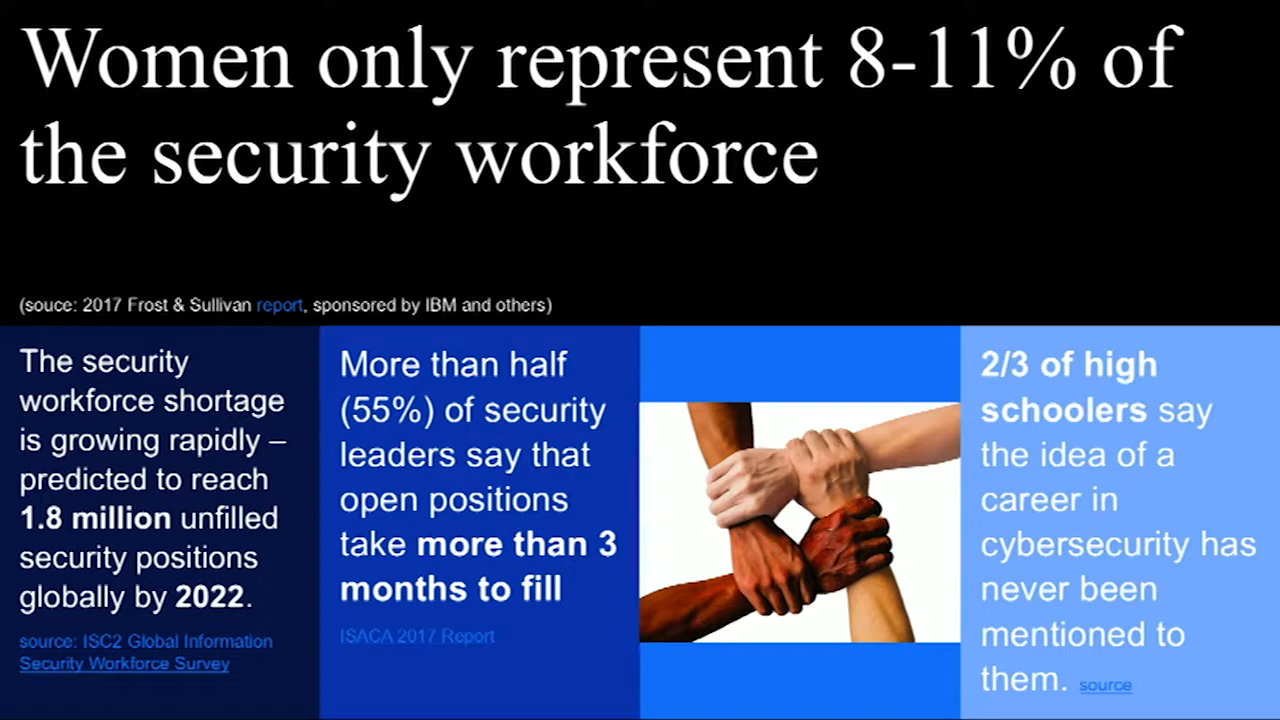 Women only represent 8-11% of
the security workforce
(souce: 2017 Frost & Sullivan report, sponsored by IBM and others)
The security
workforce shortage
is growing rapidly –
predicted to reach
1.8 million unfilled
security positions
globally by 2022.
source: ISC2 Global Information
Security Workforce Survey
More than half
(55%) of security
leaders say that
open positions
take more than 3
months to fill
ISACA 2017 Report
2/3 of high
schoolers say
the idea of a
career in
cybersecurity has
never been
mentioned to
them. source